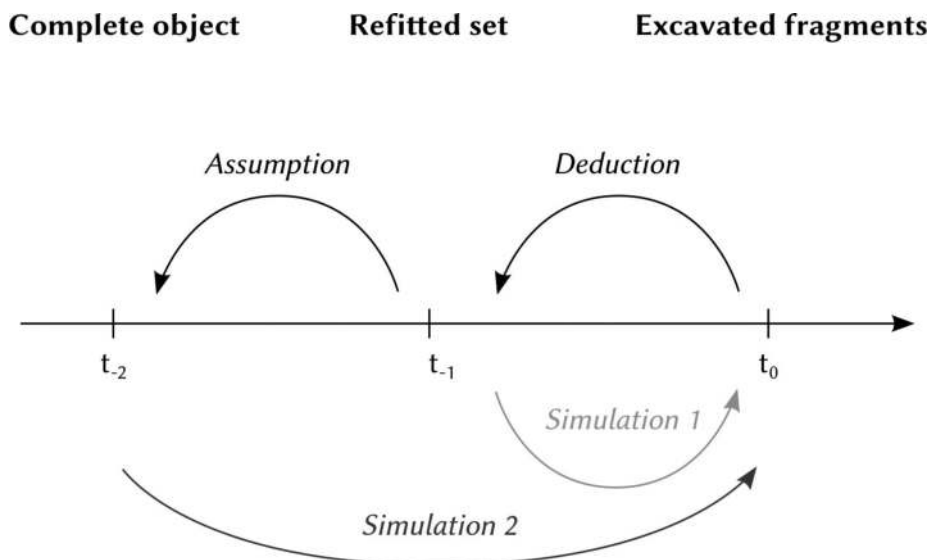 Complete object Refitted set Excavated fragments
Assumption Deduction
t-2 t-1 t0
Simulation 1
Simulation 2